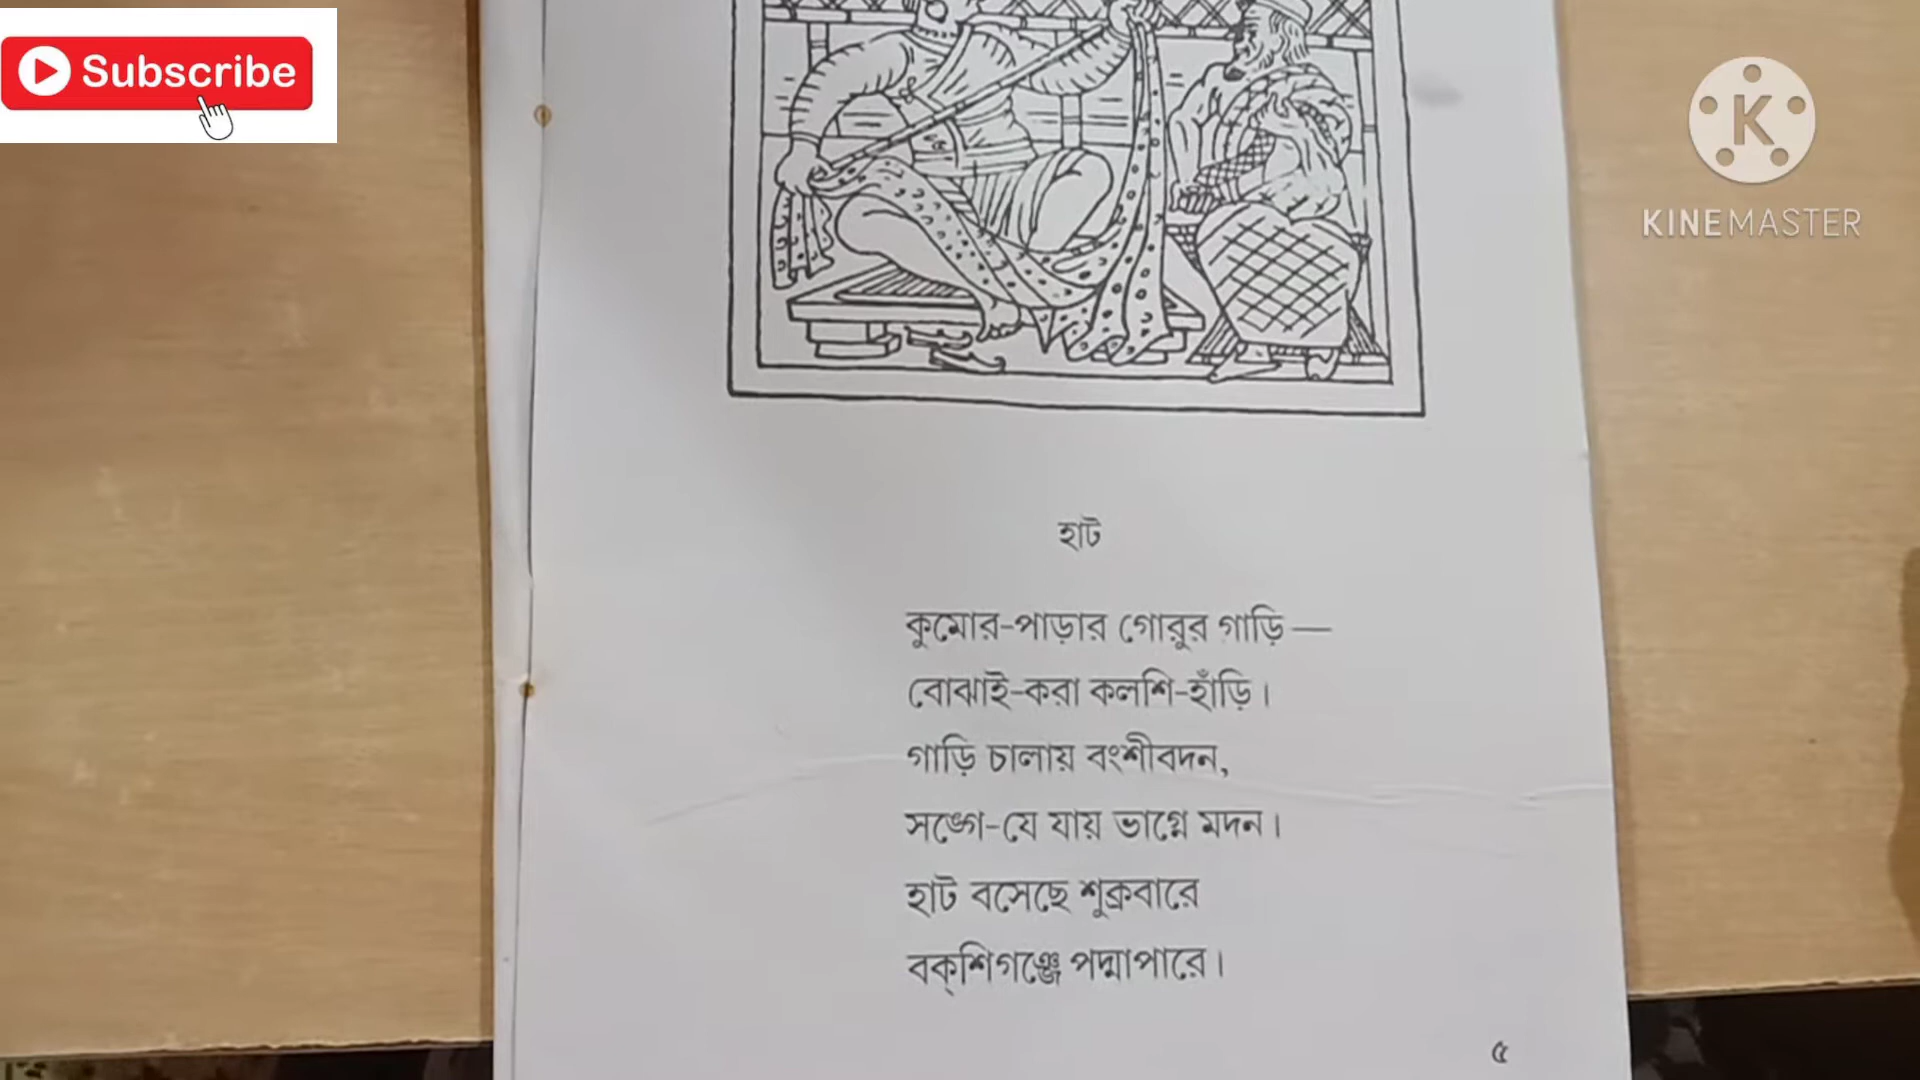 Subscribe
KINEMASTER
হাট
কুমোর-পাড়ার গোরুর গাড়ি —
বোঝাই-করা কলশি-হাঁড়ি।
গাড়ি চালায় বংশীবদন,
সঙ্গে-যে যায় ভাগ্নে মদন।
হাট বসেছে শুক্রবারে
বক্‌শিগঞ্জে পদ্মাপারে।
৫